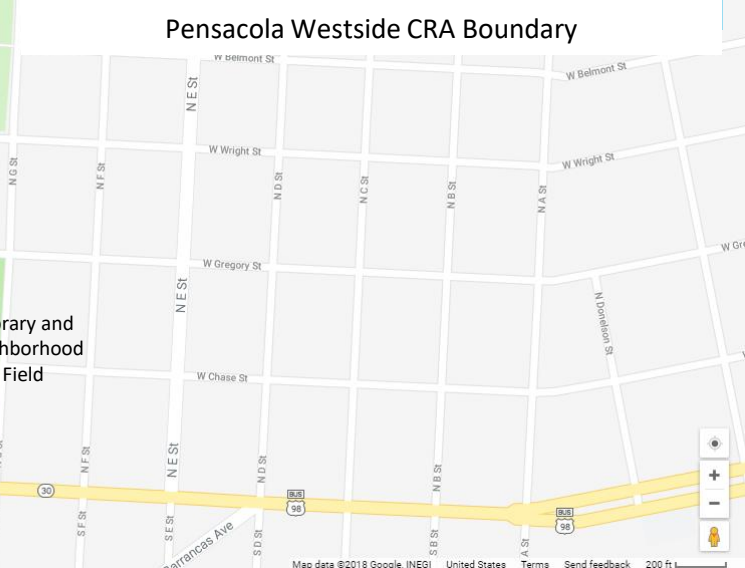 Pensacola Westside CRA Boundary
W Belmont St
W Belmont St
N E St
W Wright St
W Wright St
N G St
N F St
N D St
N C St
N B St
N A St
W Gregory St
W Gre
N E St
N Donelson St
rary and
hborhood
Field
W Chase St
N F St
N E St
N D St
N B St
30
BUS
98
BUS
98
S F St
S E St
Barrancas Ave
S D St
S B St
A St
+
−
Map data ©2018 Google, INEGI United States Terms Send feedback 200 ft